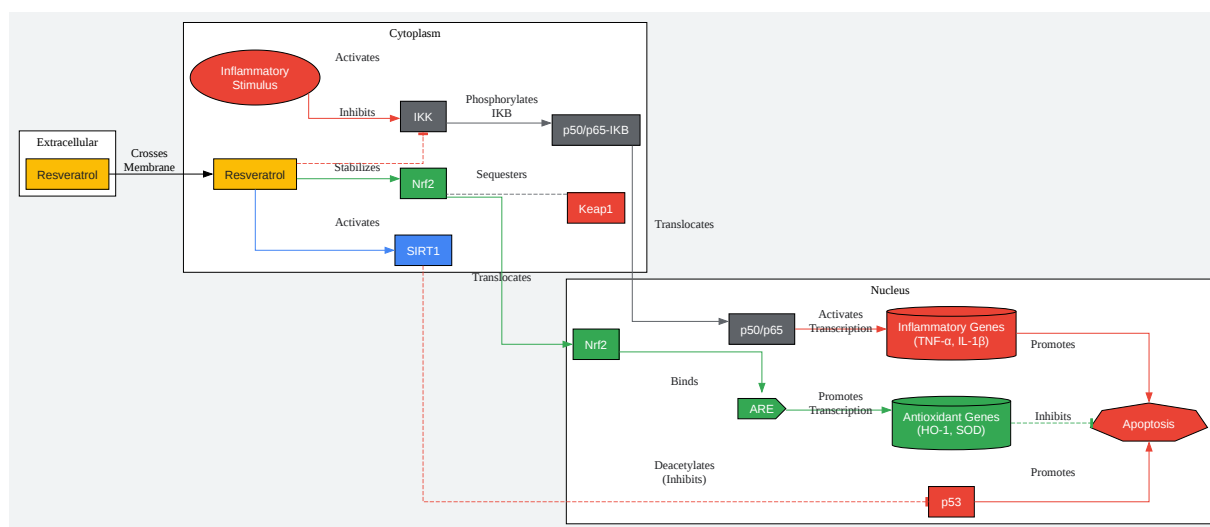 Cytoplasm
Inflammatory
Stimulus
Activates
Inhibits
IKK
Phosphorylates
IKB
p50/p65-IKB
Extracellular
Resveratrol
Crosses
Membrane
Resveratrol
Stabilizes
Nrf2
Sequesters
Keap1
Activates
SIRT1
Translocates
Translocates
Nucleus
p50/p65
Activates
Transcription
Inflammatory Genes
(TNF-α, IL-1β)
Promotes
Nrf2
Binds
ARE
Promotes
Transcription
Antioxidant Genes
(HO-1, SOD)
Inhibits
Apoptosis
Deacetylates
(Inhibits)
p53
Promotes